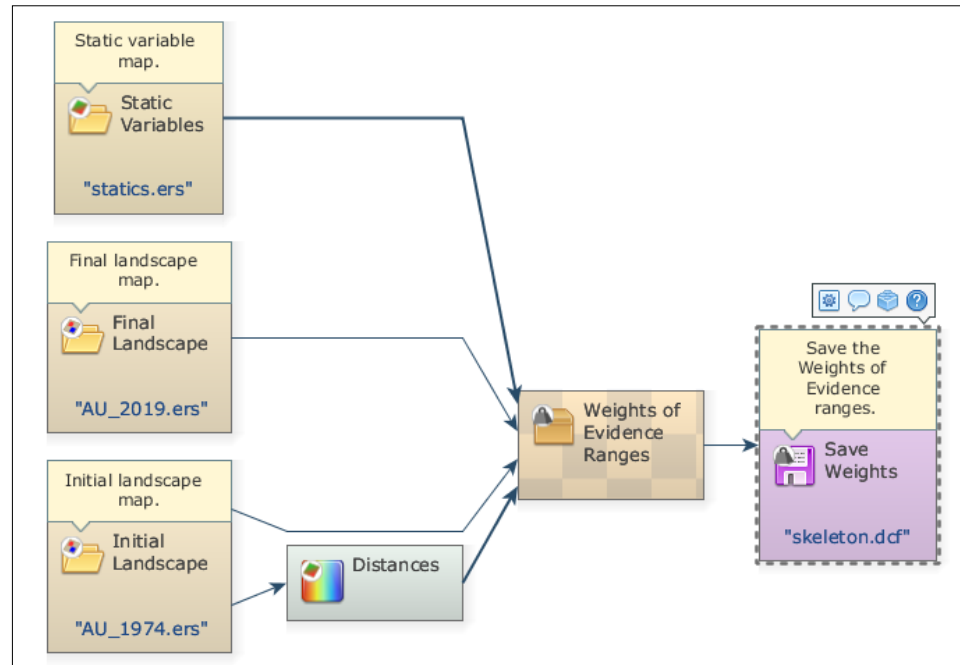 Static variable
map.
Static
Variables
"statics.ers"
Final landscape
map.
Final
Landscape
"AU_2019.ers"
Initial landscape
map.
Initial
Landscape
"AU_1974.ers"
Distances
Weights of
Evidence
Ranges
Save the
Weights of
Evidence
ranges.
Save
Weights
"skeleton.dcf"